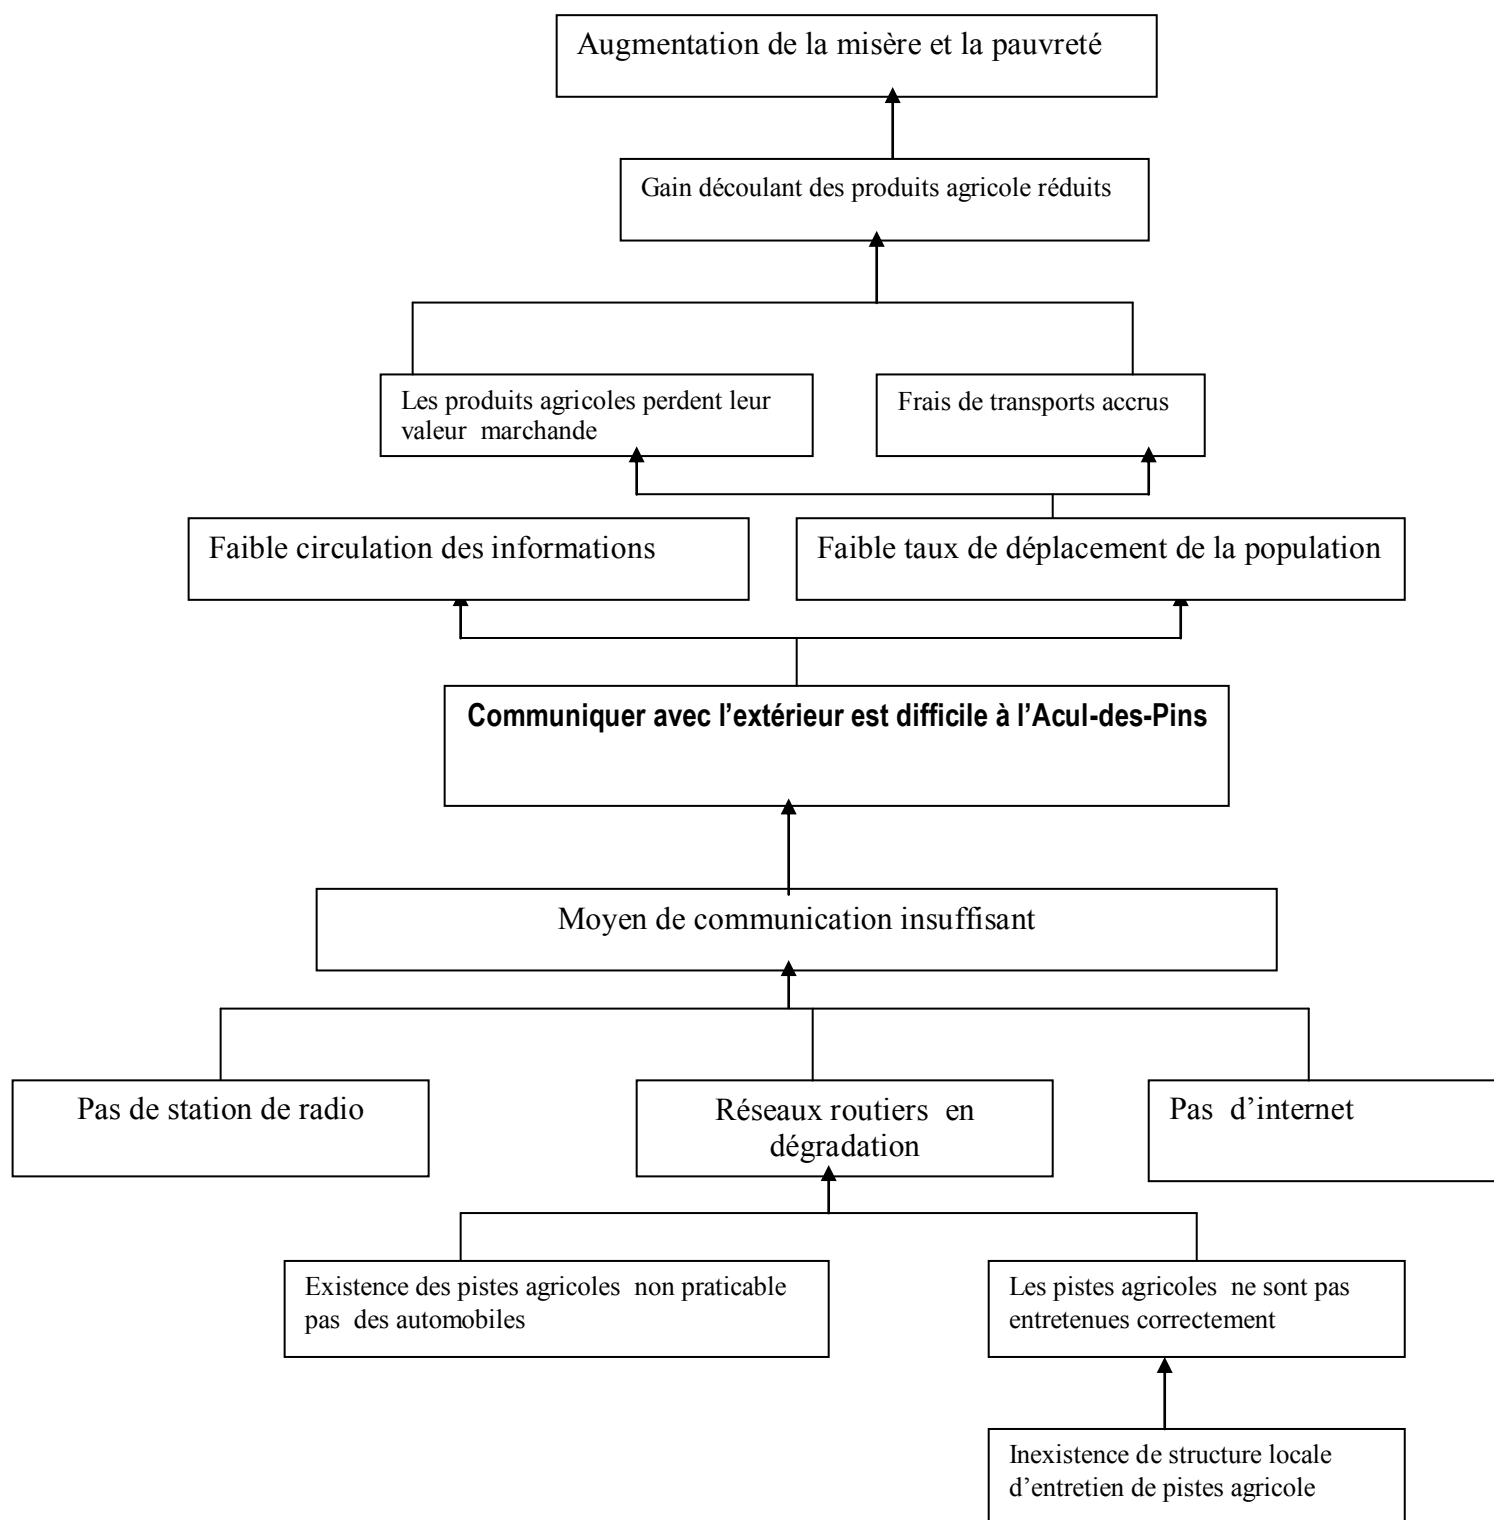 Augmentation de la misère et la pauvreté
Gain découlant des produits agricole réduits
Les produits agricoles perdent leur
valeur  marchande
Frais de transports accrus
Faible circulation des informations
Faible taux de déplacement de la population
Communiquer avec l’extérieur est difficile à l’Acul-des-Pins
Moyen de communication insuffisant
Pas de station de radio
Réseaux routiers  en
dégradation
Pas  d’internet
Existence des pistes agricoles  non praticable
pas  des automobiles
Les pistes agricoles  ne sont pas
entretenues correctement
Inexistence de structure locale
d’entretien de pistes agricole